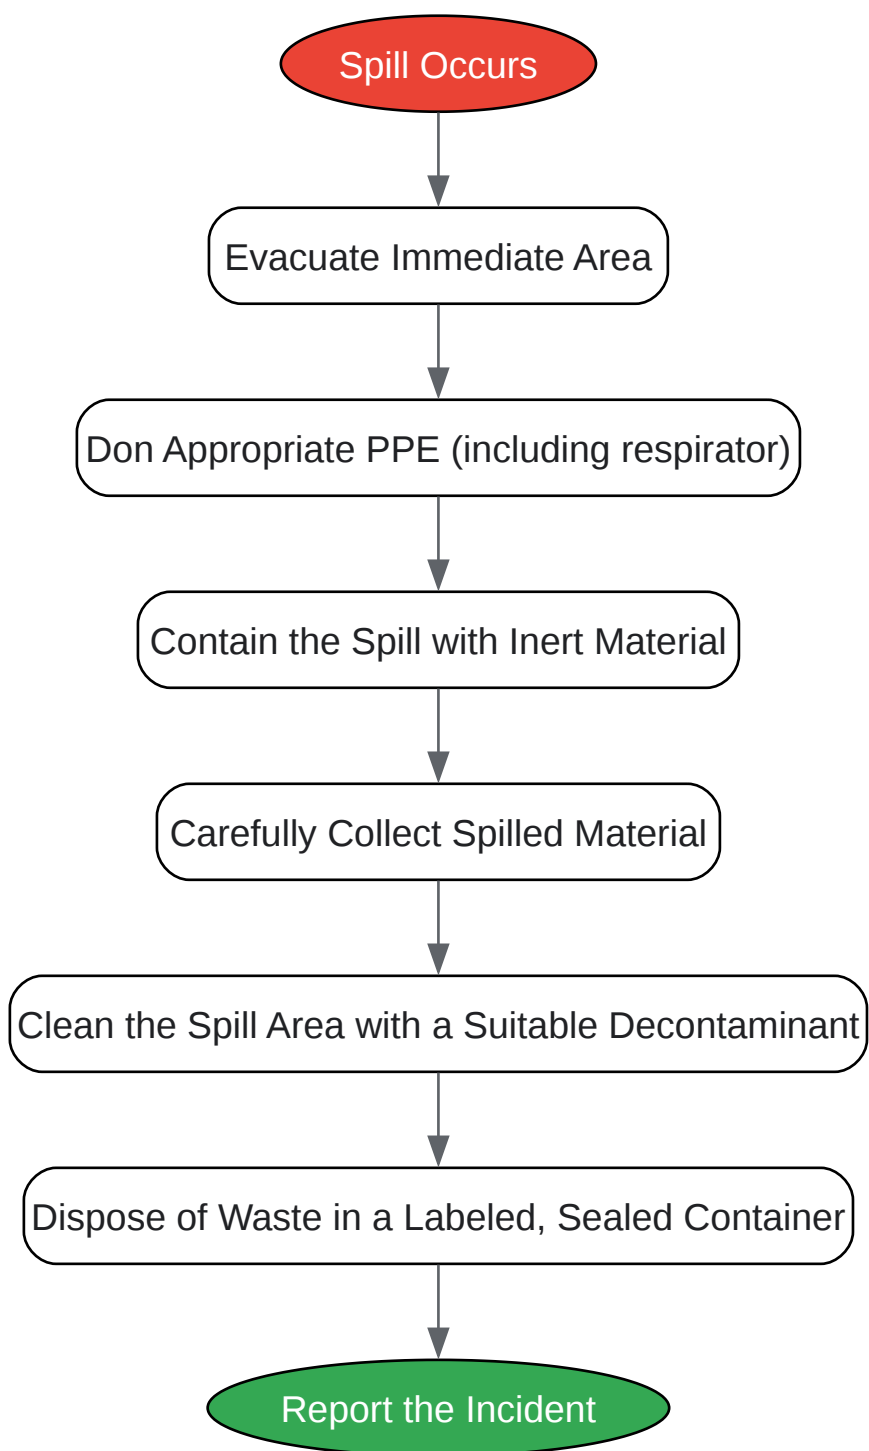 Spill Occurs
Evacuate Immediate Area
Don Appropriate PPE (including respirator)
Contain the Spill with Inert Material
Carefully Collect Spilled Material
Clean the Spill Area with a Suitable Decontaminant
Dispose of Waste in a Labeled, Sealed Container
Report the Incident